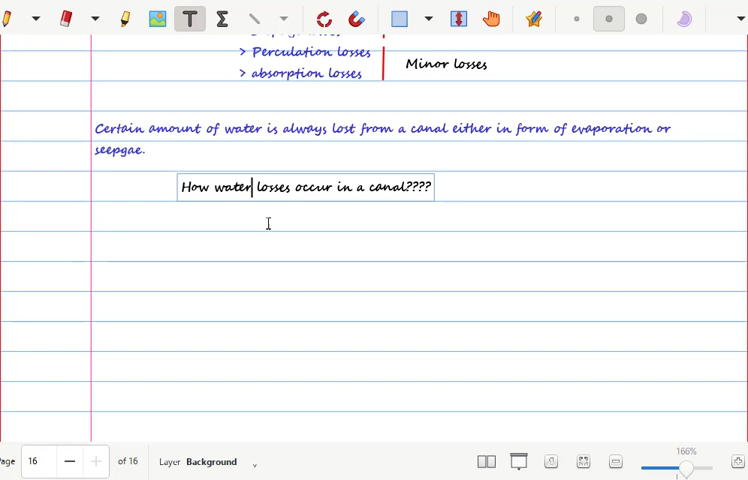 > Perculation losses
> absorption losses
Minor losses
Certain amount of water is always lost from a canal either in form of evaporation or
seepgae.
How water losses occur in a canal????
Page 16 of 16 Layer Background
166%